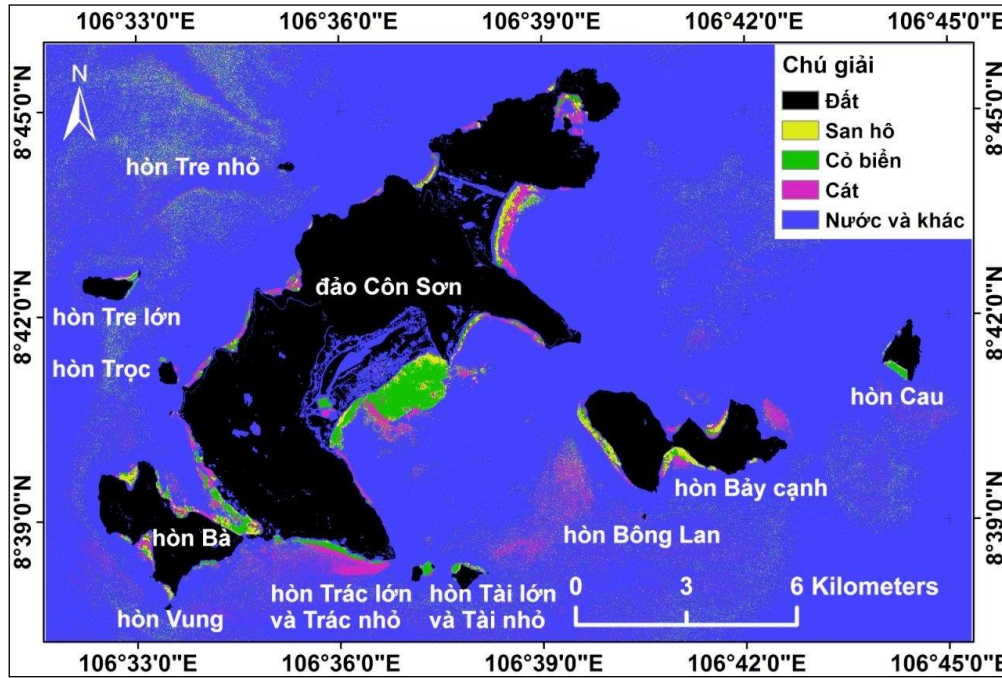 106°33'0"E 106°36'0"E 106°39'0"E 106°42'0"E 106°45'0"E
Chú giải
Đất
San hô
Cỏ biển
Cát
Nước và khác
N
8°45'0"N
8°45'0"N
hòn Tre nhỏ
đảo Côn Sơn
hòn Tre lớn
8°42'0"N
8°42'0"N
hòn Trọc
hòn Cau
hòn Bảy cạnh
8°39'0"N
8°39'0"N
hòn Bông Lan
hòn Bà
hòn Vung
hòn Trác lớn
và Trác nhỏ
hòn Tài lớn
và Tài nhỏ
0 3 6 Kilometers
106°33'0"E 106°36'0"E 106°39'0"E 106°42'0"E 106°45'0"E